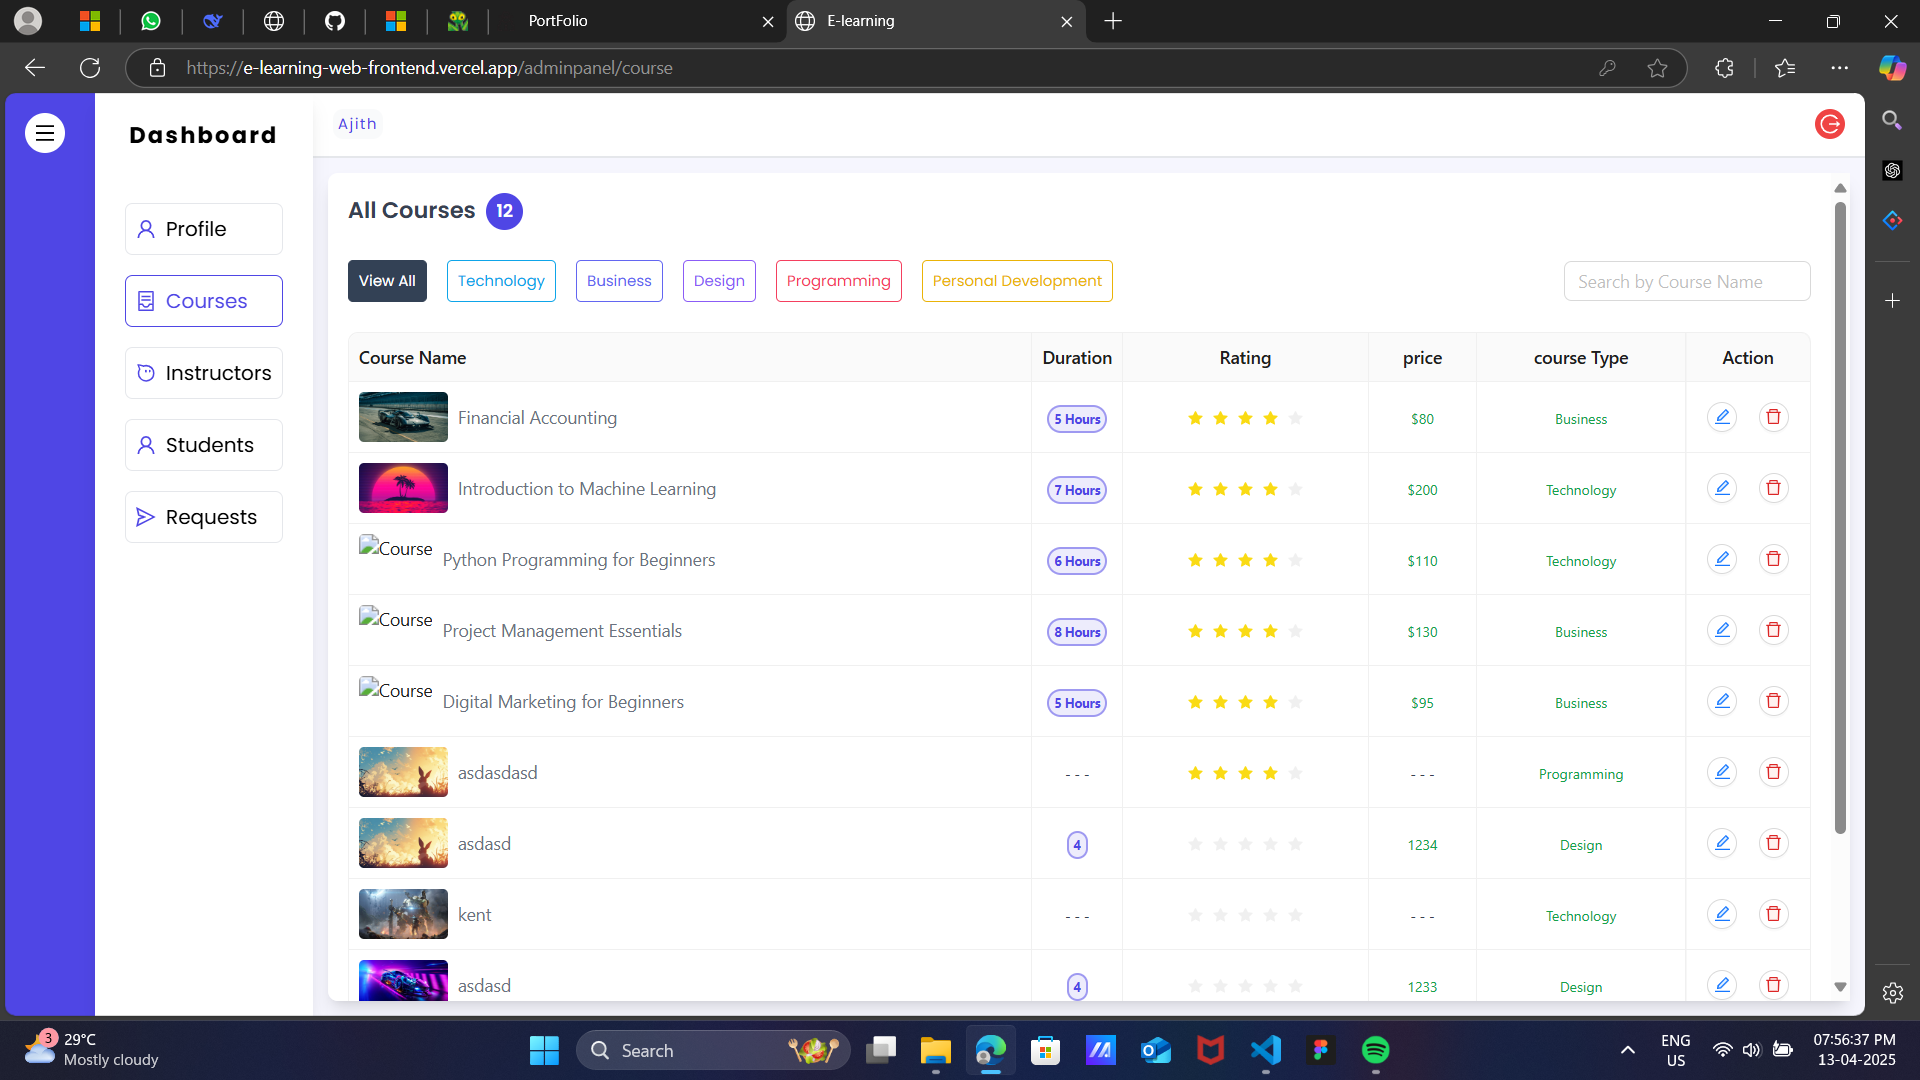 PortFolio
E-learning
https://e-learning-web-frontend.vercel.app/adminpanel/course
Dashboard
Ajith
Profile
Courses
Instructors
Students
Requests
All Courses 12
View All Technology Business Design Programming Personal Development Search by Course Name
Course Name Duration Rating price course Type Action
Financial Accounting 5 Hours $80 Business
Introduction to Machine Learning 7 Hours $200 Technology
Course Python Programming for Beginners 6 Hours $110 Technology
Course Project Management Essentials 8 Hours $130 Business
Course Digital Marketing for Beginners 5 Hours $95 Business
asdasdasd - - - - - - Programming
asdasd 4 1234 Design
kent - - - - - - Technology
asdasd 4 1233 Design
3
29°C
Mostly cloudy
Search
ENG
US
07:56:37 PM
13-04-2025